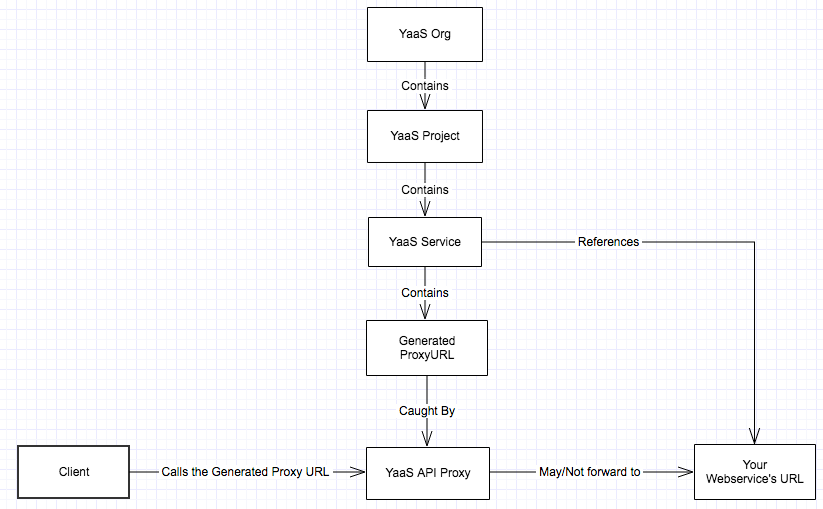 YaaS Org
Contains
YaaS Project
Contains
YaaS Service
References
Contains
Generated
ProxyURL
Caught By
Client
Calls the Generated Proxy URL
YaaS API Proxy
May/Not forward to
Your
Webservice's URL